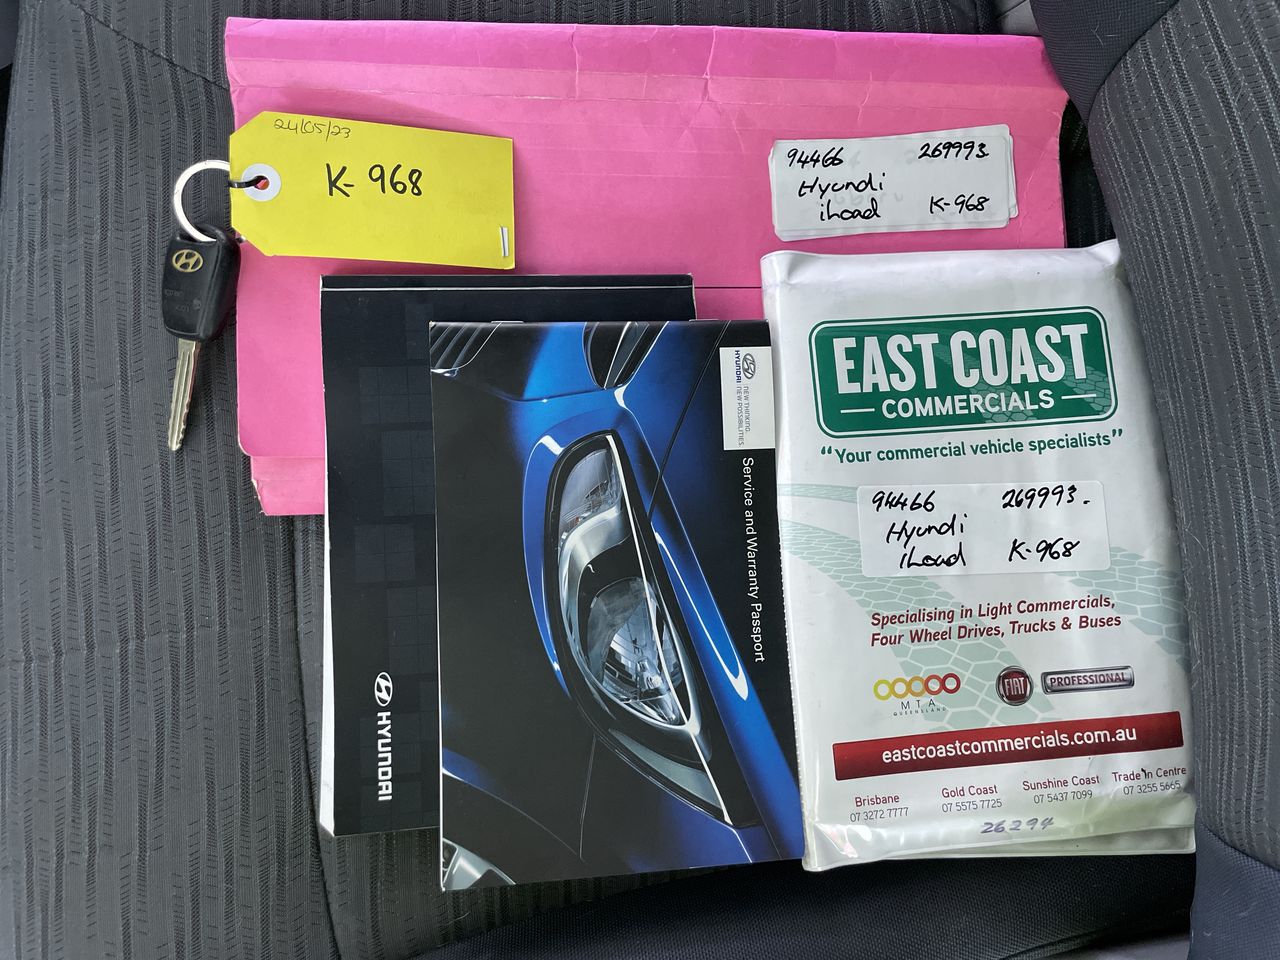 24/05/23
K-968
94466 269993
Hyundi
iLoad K-968
HYUNDAI
HYUNDAI
NEW THINKING.
NEW POSSIBILITIES.
Service and Warranty Passport
EAST COAST
COMMERCIALS
“Your commercial vehicle specialists”
94466 269993.
Hyundi
iLoad K-968
Specialising in Light Commercials,
Four Wheel Drives, Trucks & Buses
MTA
QUEENSLAND
FIAT
PROFESSIONAL
eastcoastcommercials.com.au
Brisbane Gold Coast Sunshine Coast Trade In Centre
07 3272 7777 07 5575 7725 07 5437 7099 07 3255 5665
26294